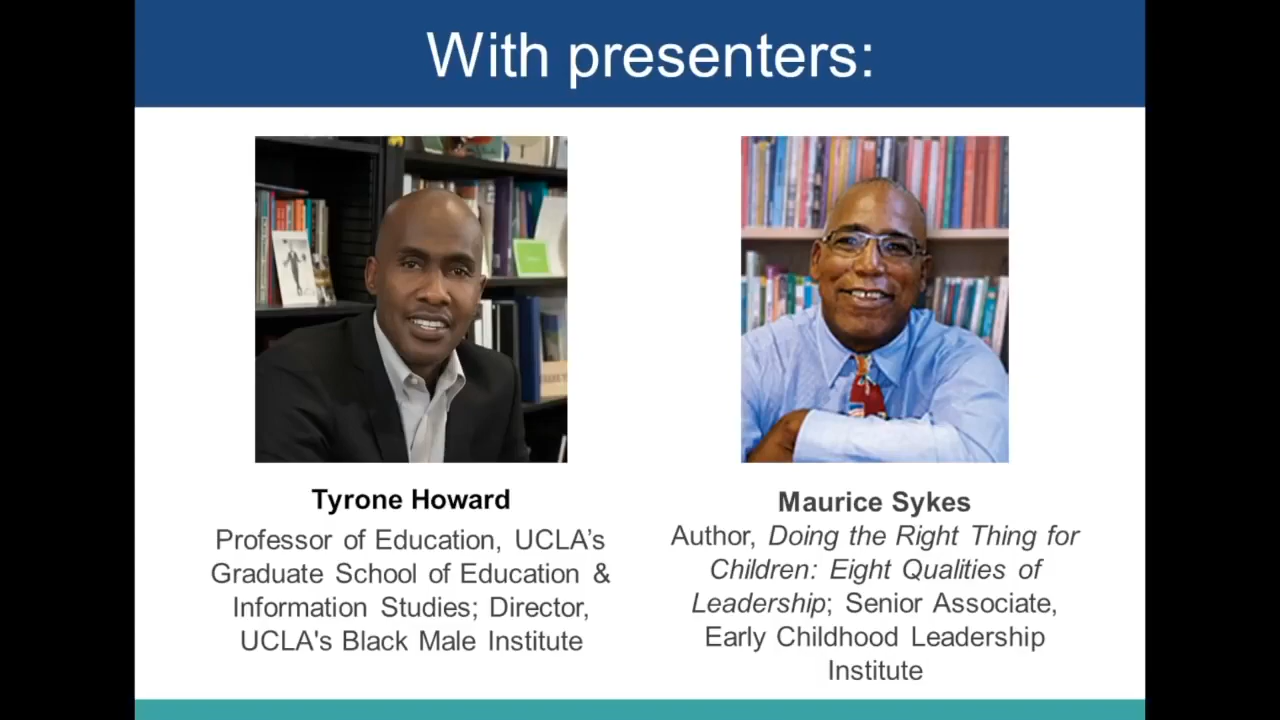 With presenters:
Tyrone Howard
Professor of Education, UCLA’s
Graduate School of Education &
Information Studies; Director,
UCLA's Black Male Institute
Maurice Sykes
Author, Doing the Right Thing for
Children: Eight Qualities of
Leadership; Senior Associate,
Early Childhood Leadership
Institute